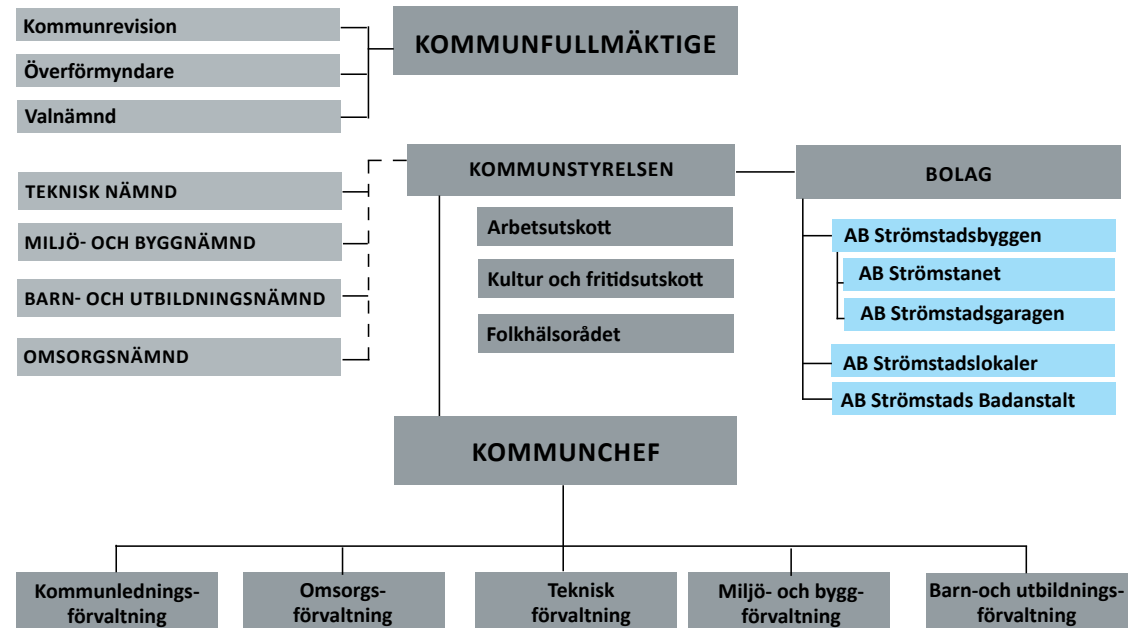 Kommunrevision
Överförmyndare
Valnämnd
KOMMUNFULLMÄKTIGE
TEKNISK NÄMND
MILJÖ- OCH BYGGNÄMND
BARN- OCH UTBILDNINGSNÄMND
OMSORGSNÄMND
KOMMUNSTYRELSEN
Arbetsutskott
Kultur och fritidsutskott
Folkhälsorådet
BOLAG
AB Strömstadsbyggen
AB Strömstanet
AB Strömstadsgaragen
AB Strömstadslokaler
AB Strömstads Badanstalt
KOMMUNCHEF
Kommunlednings-
förvaltning
Omsorgs-
förvaltning
Teknisk
förvaltning
Miljö- och bygg-
förvaltning
Barn-och utbildnings-
förvaltning